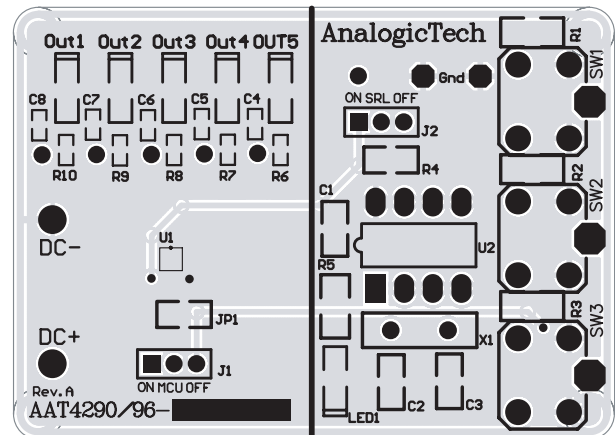 Out1 Out2 Out3 Out4 OUT5
AnalogicTech
R1
SW1
Gnd
ON SRL OFF
J2
C8 C7 C6 C5 C4
R10 R9 R8 R7 R6
R4
R2
SW2
C1
DC-
U1
U2
R5
JP1
R3
SW3
X1
DC+
J1
ON MCU OFF
Rev.A
AAT4290/96-
LED1
C2
C3